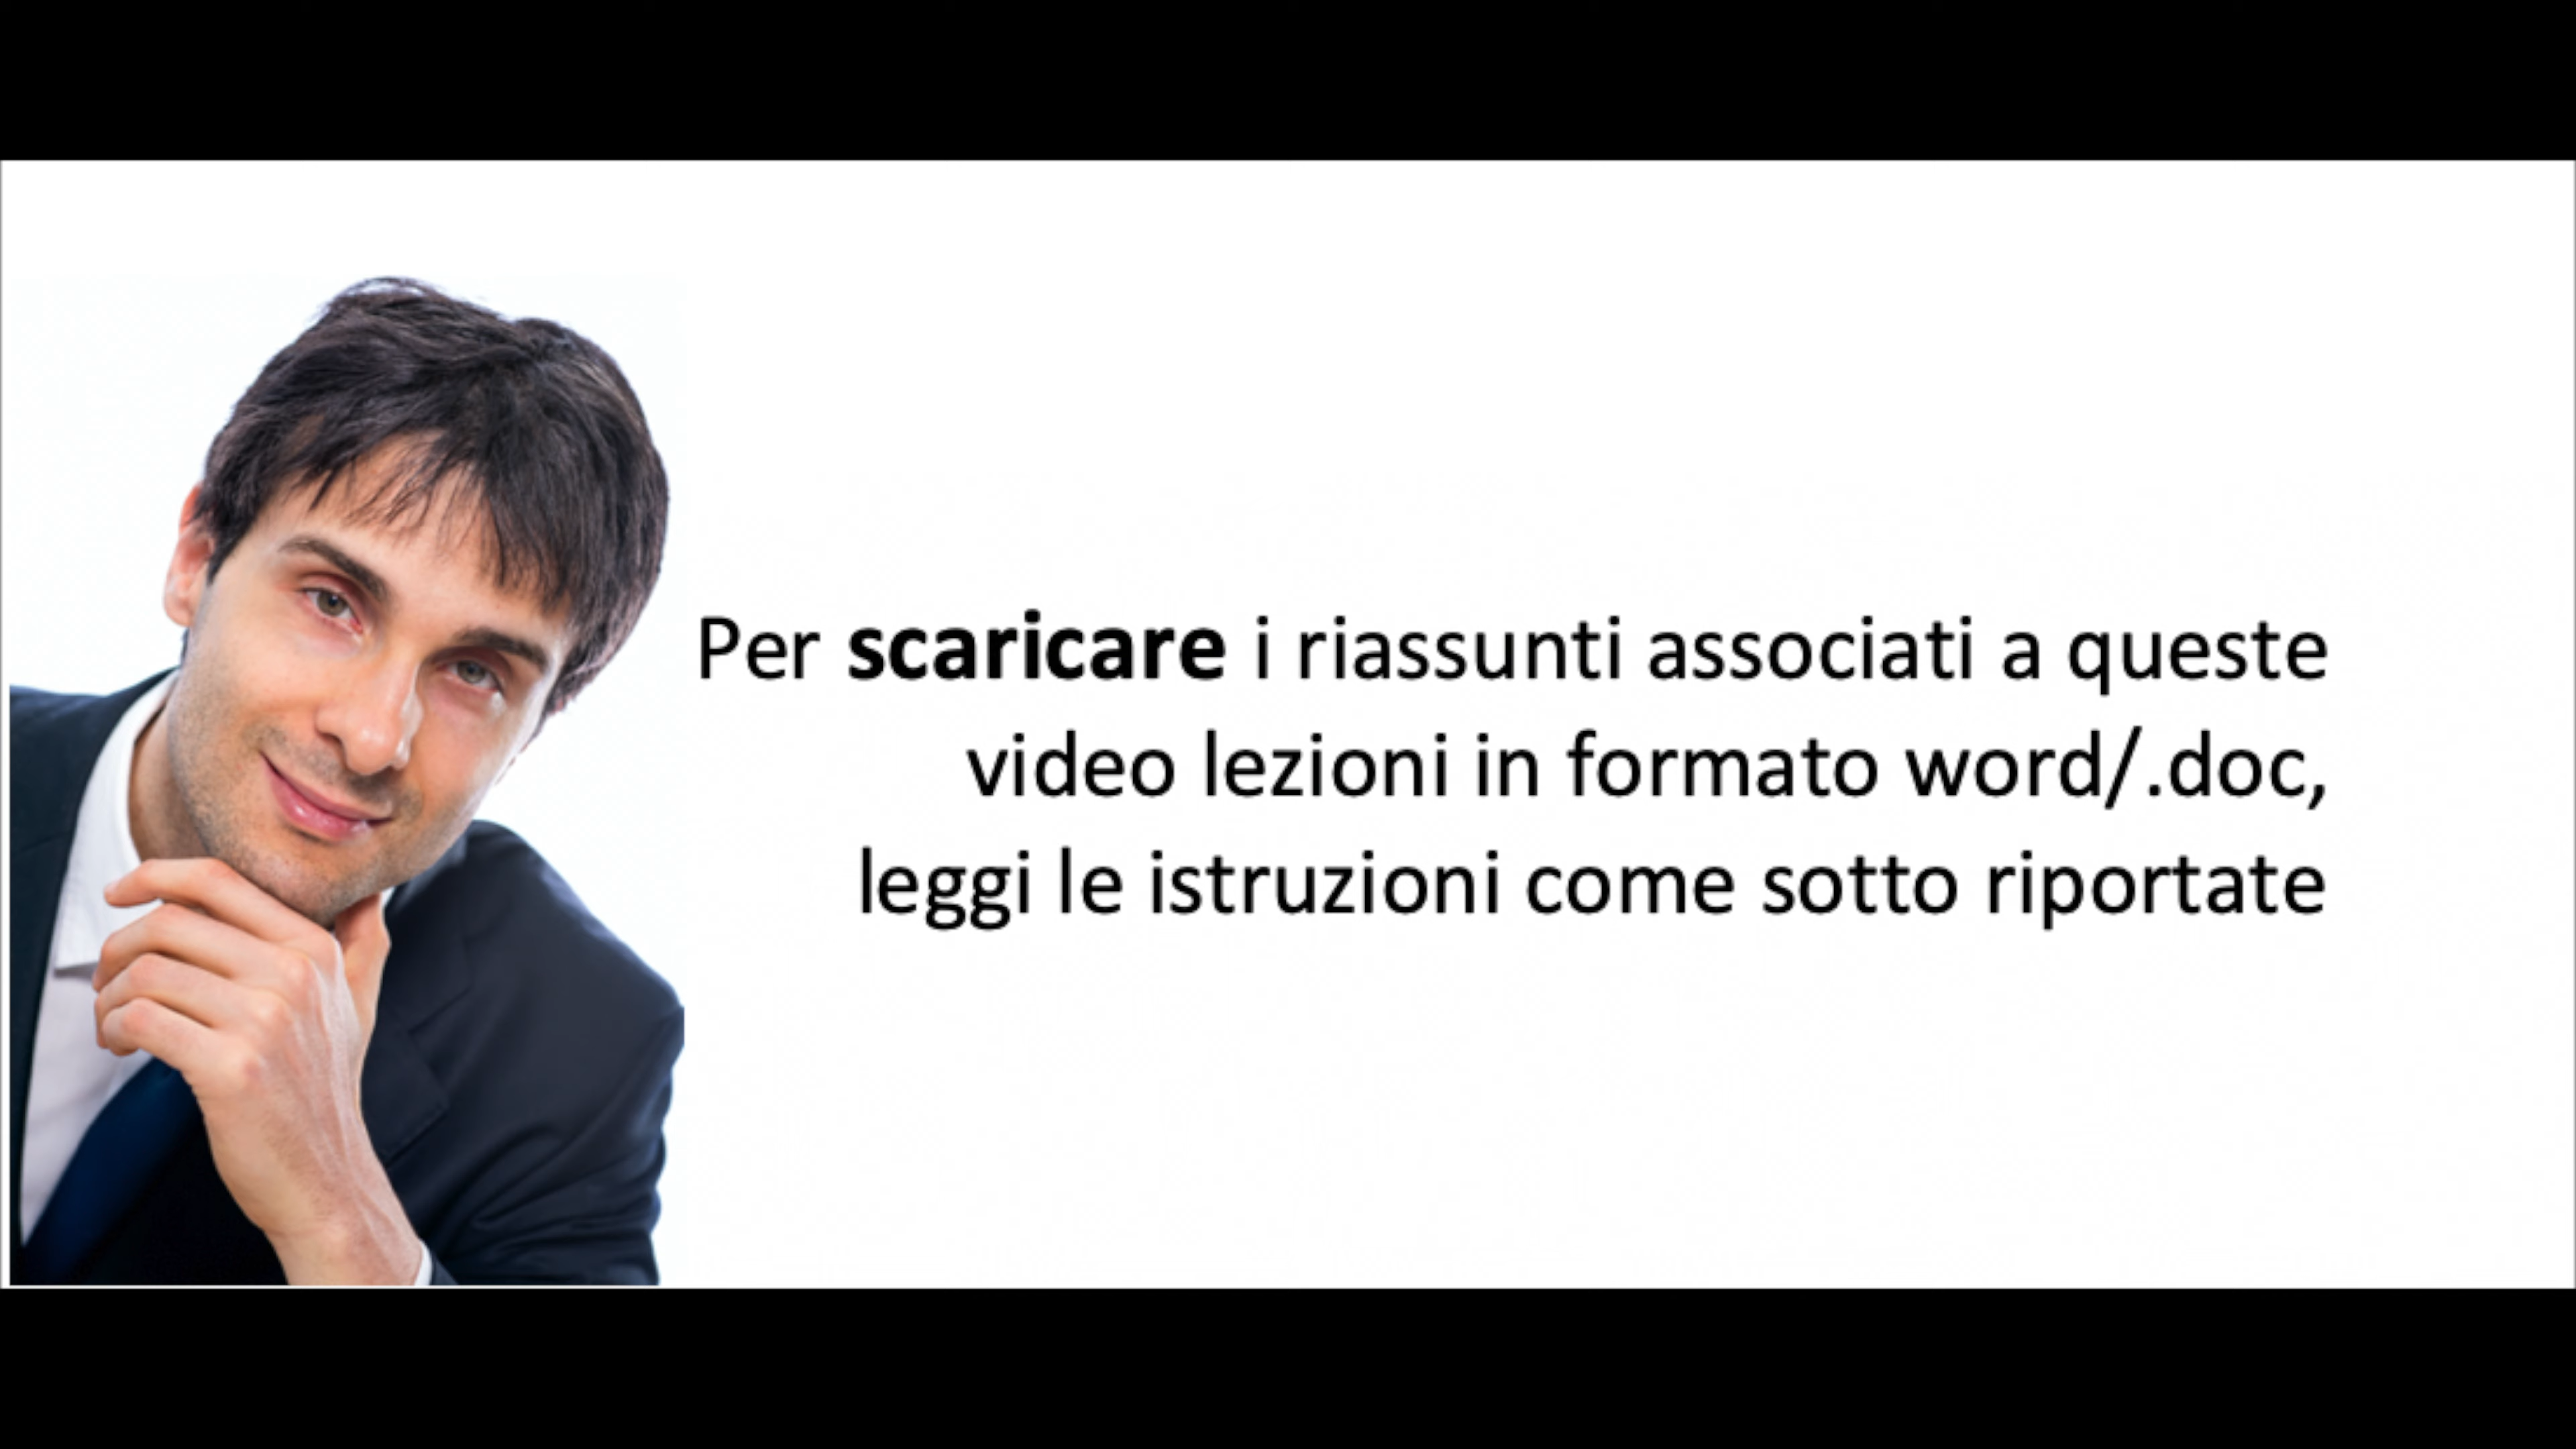 Per scaricare i riassunti associati a queste
video lezioni in formato word/.doc,
leggi le istruzioni come sotto riportate